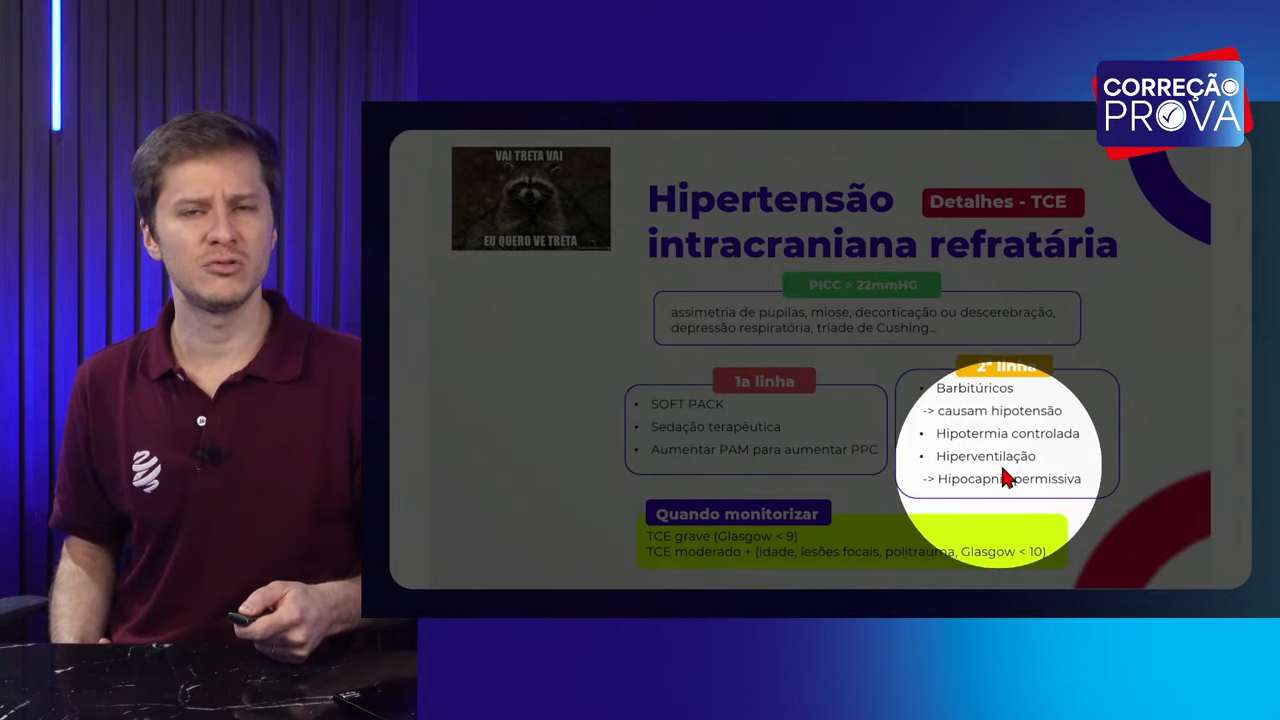 CORREÇÃO
PROVA
VAI TRETA VAI
EU QUERO VE TRETA
Hipertensão
intracraniana refratária
Detalhes - TCE
PICC > 22mmHG
assimetria de pupilas, miose, decorticação ou descerebração,
depressão respiratória, tríade de Cushing...
1a linha
• SOFT PACK
• Sedação terapêutica
• Aumentar PAM para aumentar PPC
2ª linha
• Barbitúricos
-> causam hipotensão
• Hipotermia controlada
• Hiperventilação
-> Hipocapnia permissiva
Quando monitorizar
TCE grave (Glasgow < 9)
TCE moderado + (idade, lesões focais, politrauma, Glasgow < 10)